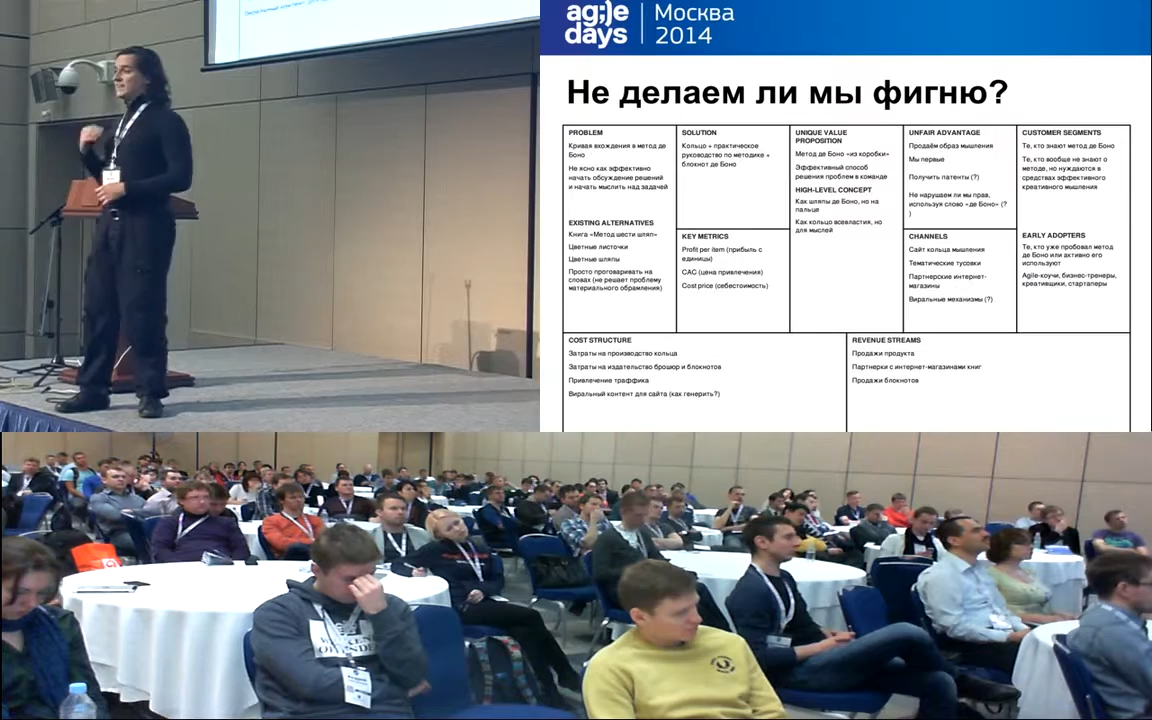 agile
days
Москва
2014
Не делаем ли мы фигню?
PROBLEM
Кривая вхождения в метод де
Боно
Не ясно как эффективно
начать обсуждение решений
и начать мыслить над задачей
EXISTING ALTERNATIVES
Книга «Метод шести шляп»
Цветные листочки
Цветные шляпы
Просто проговаривать на
словах (не решает проблему
материального обрамления)
SOLUTION
Кольцо + практическое
руководство по методике +
блокнот де Боно
KEY METRICS
Profit per item (прибыль с
единицы)
CAC (цена привлечения)
Cost price (себестоимость)
UNIQUE VALUE
PROPOSITION
Метод де Боно «из коробки»
Эффективный способ
решения проблем в команде
HIGH-LEVEL CONCEPT
Как шляпы де Боно, но на
пальце
Как кольцо всевластия, но
для мыслей
UNFAIR ADVANTAGE
Продаём образ мышления
Мы первые
Получить патенты (?)
Не нарушаем ли мы прав,
используя слово «де Боно» (?
)
CHANNELS
Сайт кольца мышления
Тематические тусовки
Партнерские интернет-
магазины
Виральные механизмы (?)
CUSTOMER SEGMENTS
Те, кто знают метод де Боно
Те, кто вообще не знают о
методе, но нуждаются в
средствах эффективного
креативного мышления
EARLY ADOPTERS
Те, кто уже пробовал метод
де Боно или активно его
используют
Agile-коучи, бизнес-тренеры,
креативщики, стартаперы
COST STRUCTURE
Затраты на производство кольца
Затраты на издательство брошюр и блокнотов
Привлечение траффика
Виральный контент для сайта (как генерить?)
REVENUE STREAMS
Продажи продукта
Партнерки с интернет-магазинами книг
Продажи блокнотов